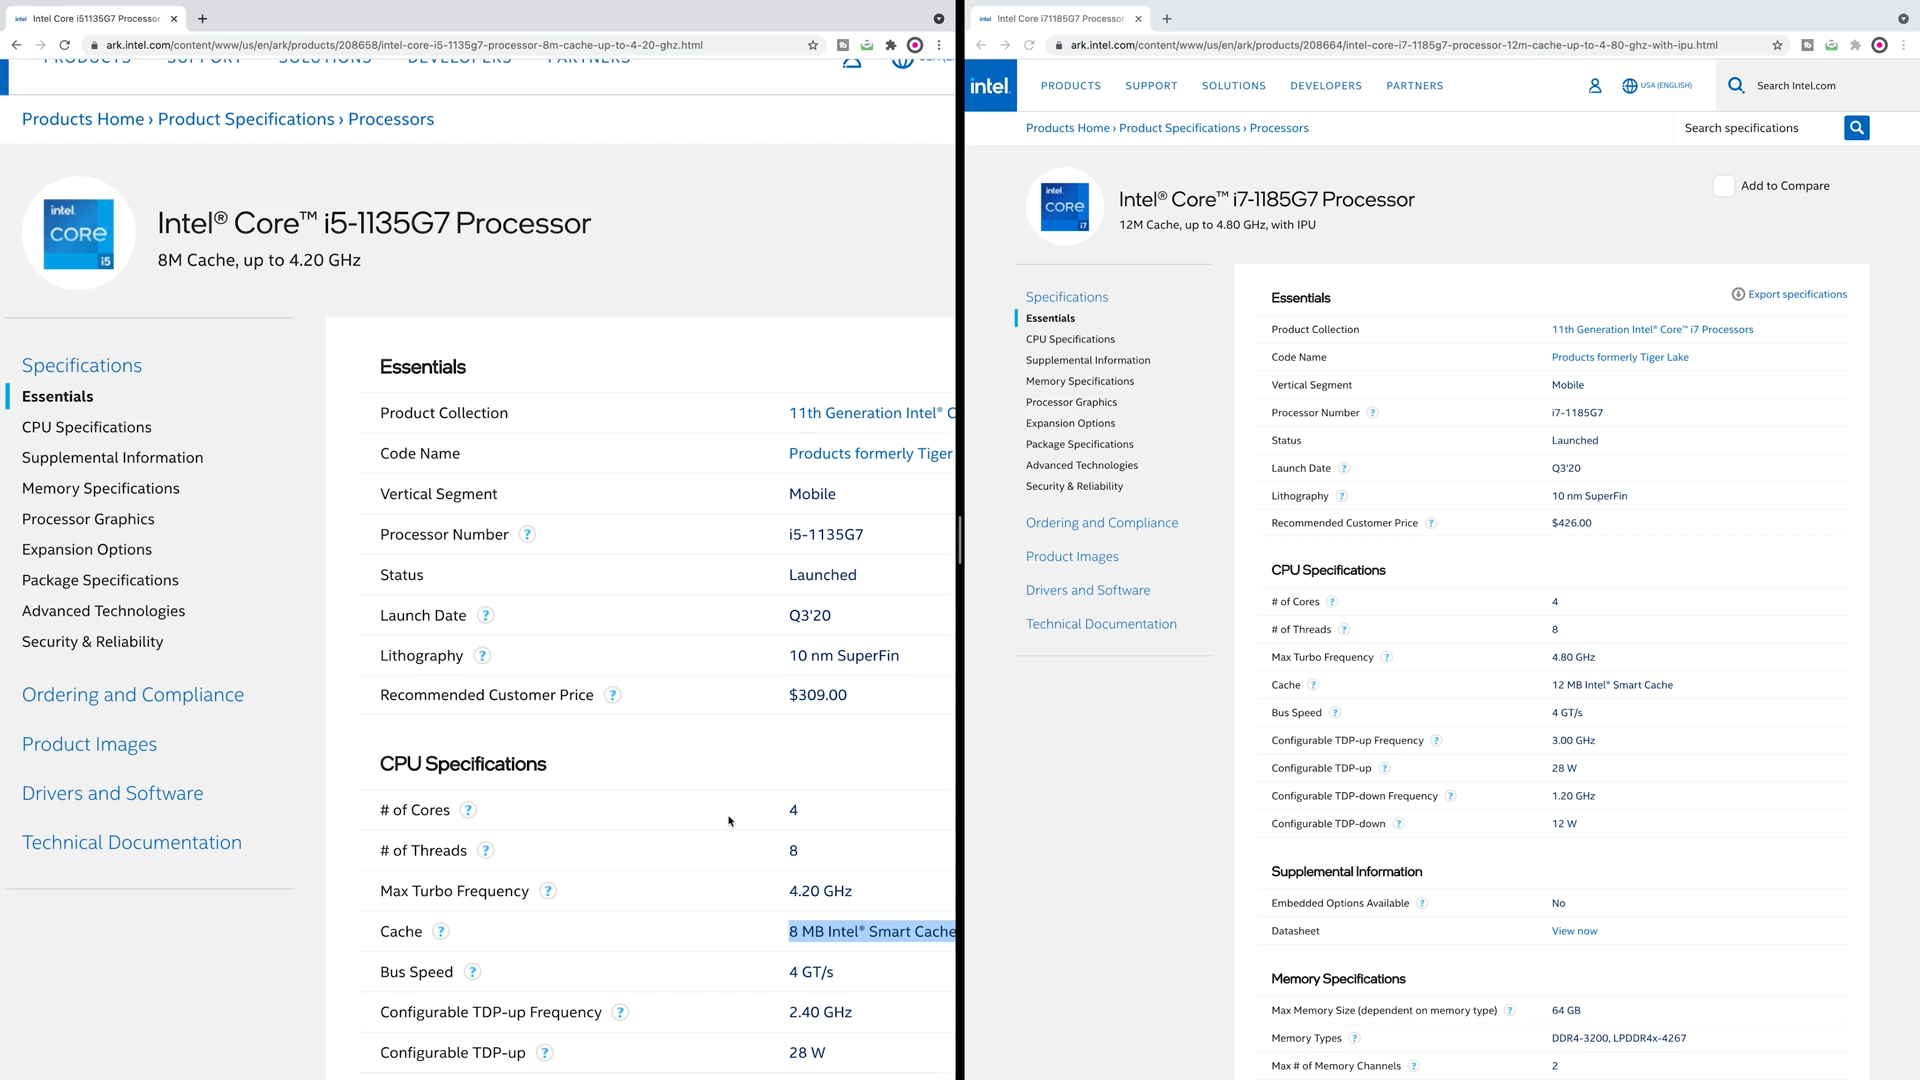 Intel Core i51135G7 Processor
ark.intel.com/content/www/us/en/ark/products/208658/intel-core-i5-1135g7-processor-8m-cache-up-to-4-20-ghz.html
PRODUCTS SUPPORT SOLUTIONS DEVELOPERS PARTNERS
Products Home › Product Specifications › Processors
intel CORE i5
Intel® Core™ i5-1135G7 Processor
8M Cache, up to 4.20 GHz
Specifications
Essentials
CPU Specifications
Supplemental Information
Memory Specifications
Processor Graphics
Expansion Options
Package Specifications
Advanced Technologies
Security & Reliability
Ordering and Compliance
Product Images
Drivers and Software
Technical Documentation
Essentials
Product Collection 11th Generation Intel® C
Code Name Products formerly Tiger
Vertical Segment Mobile
Processor Number ? i5-1135G7
Status Launched
Launch Date ? Q3'20
Lithography ? 10 nm SuperFin
Recommended Customer Price ? $309.00
CPU Specifications
# of Cores ? 4
# of Threads ? 8
Max Turbo Frequency ? 4.20 GHz
Cache ? 8 MB Intel® Smart Cache
Bus Speed ? 4 GT/s
Configurable TDP-up Frequency ? 2.40 GHz
Configurable TDP-up ? 28 W
Intel Core i71185G7 Processor
ark.intel.com/content/www/us/en/ark/products/208664/intel-core-i7-1185g7-processor-12m-cache-up-to-4-80-ghz-with-ipu.html
intel. PRODUCTS SUPPORT SOLUTIONS DEVELOPERS PARTNERS USA (ENGLISH) Search Intel.com
Products Home › Product Specifications › Processors Search specifications
intel CORE i7
Intel® Core™ i7-1185G7 Processor
12M Cache, up to 4.80 GHz, with IPU
Add to Compare
Specifications
Essentials
CPU Specifications
Supplemental Information
Memory Specifications
Processor Graphics
Expansion Options
Package Specifications
Advanced Technologies
Security & Reliability
Ordering and Compliance
Product Images
Drivers and Software
Technical Documentation
Essentials Export specifications
Product Collection 11th Generation Intel® Core™ i7 Processors
Code Name Products formerly Tiger Lake
Vertical Segment Mobile
Processor Number ? i7-1185G7
Status Launched
Launch Date ? Q3'20
Lithography ? 10 nm SuperFin
Recommended Customer Price ? $426.00
CPU Specifications
# of Cores ? 4
# of Threads ? 8
Max Turbo Frequency ? 4.80 GHz
Cache ? 12 MB Intel® Smart Cache
Bus Speed ? 4 GT/s
Configurable TDP-up Frequency ? 3.00 GHz
Configurable TDP-up ? 28 W
Configurable TDP-down Frequency ? 1.20 GHz
Configurable TDP-down ? 12 W
Supplemental Information
Embedded Options Available ? No
Datasheet View now
Memory Specifications
Max Memory Size (dependent on memory type) ? 64 GB
Memory Types ? DDR4-3200, LPDDR4x-4267
Max # of Memory Channels ? 2